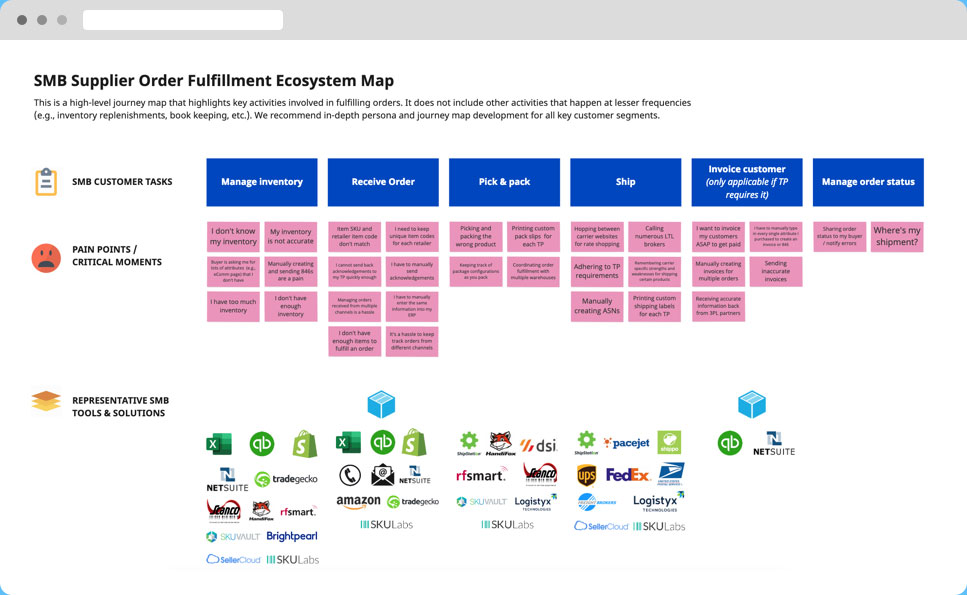 SMB Supplier Order Fulfillment Ecosystem Map
This is a high-level journey map that highlights key activities involved in fulfilling orders. It does not include other activities that happen at lesser frequencies
(e.g., inventory replenishments, book keeping, etc.). We recommend in-depth persona and journey map development for all key customer segments.
SMB CUSTOMER TASKS
Manage inventory
Receive Order
Pick & pack
Ship
Invoice customer
(only applicable if TP
requires it)
Manage order status
PAIN POINTS /
CRITICAL MOMENTS
I don't know
my inventory
My inventory
is not accurate
Buyer is asking me for
lots of attributes (e.g.,
eComm page) that I
don't have
Manually creating
and sending 846s
are a pain
I have too much
inventory
I don't have
enough
inventory
Item SKU and
retailer item code
don't match
I need to keep
unique item codes
for each retailer
I cannot send back
acknowledgements to
my TP quickly enough
I have to manually
send
acknowledgements
Managing orders
received from multiple
channels is a hassle
I have to manually
enter the same
information into my
ERP
I don't have
enough items to
fulfill an order
It's a hassle to keep
track orders from
different channels
Picking and
packing the
wrong product
Printing custom
pack slips for
each TP
Keeping track of
package configurations
as you pack
Coordinating order
fulfillment with
multiple warehouses
Hopping between
carrier websites
for rate shopping
Calling
numerous LTL
brokers
Adhering to TP
requirements
Remembering carrier
specific strengths and
weaknesses for shipping
certain products
Manually
creating ASNs
Printing custom
shipping labels
for each TP
I want to invoice
my customers
ASAP to get paid
I have to manually type
in every single attribute I
purchased to create an
invoice or 846
Manually creating
invoices for
multiple orders
Sending
inaccurate
invoices
Receiving accurate
information back
from 3PL partners
Sharing order
status to my Buyer
/ notify errors
Where's my
shipment?
REPRESENTATIVE SMB
TOOLS & SOLUTIONS
X
qb
S
N
NETSUITE
tradegecko
Scanco
HandiFox
rfsmart
SKUVAULT
Brightpearl
SellerCloud
SKULabs
X
qb
S
N
NETSUITE
amazon
tradegecko
SKULabs
ShipStation
HandiFox
dsi
rfsmart
Scanco
SKUVAULT
Logistyx
TECHNOLOGIES
SKULabs
ShipStation
pacejet
shippo
ups
FedEx
UNITED STATES
POSTAL SERVICE
Logistyx
TECHNOLOGIES
SellerCloud
SKULabs
qb
N
NETSUITE